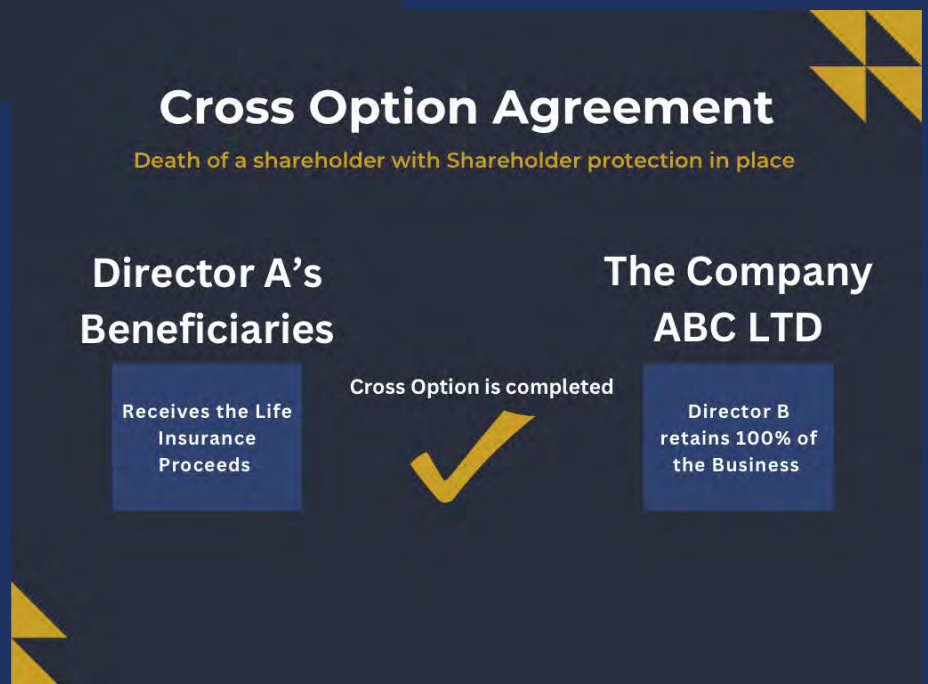 Cross Option Agreement
Death of a shareholder with Shareholder protection in place
Director A’s
Beneficiaries
Receives the Life
Insurance
Proceeds
Cross Option is completed
The Company
ABC LTD
Director B
retains 100% of
the Business